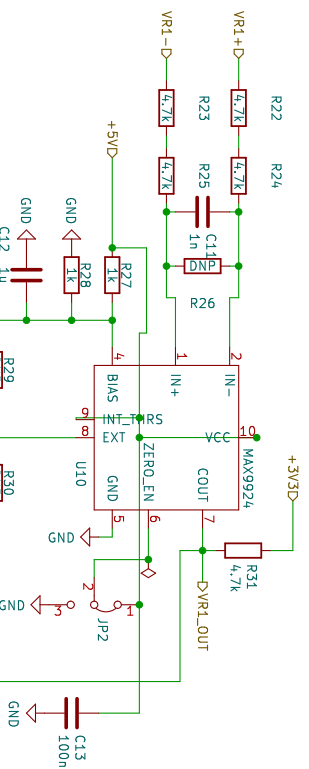 VR1-
VR1+
R23
4.7k
R22
4.7k
R25
4.7k
R24
4.7k
+5V
C11
1n
DNP
R26
GND
GND
C12
1u
R28
1k
R27
1k
4
1
2
BIAS
IN+
IN-
R29
9
INT_THRS
8
EXT
VCC
10
ZERO_EN
GND
COUT
U10
MAX9924
R30
5
6
7
GND
+3V3
R31
4.7k
VR1_OUT
GND
3
2
1
JP2
GND
C13
100n